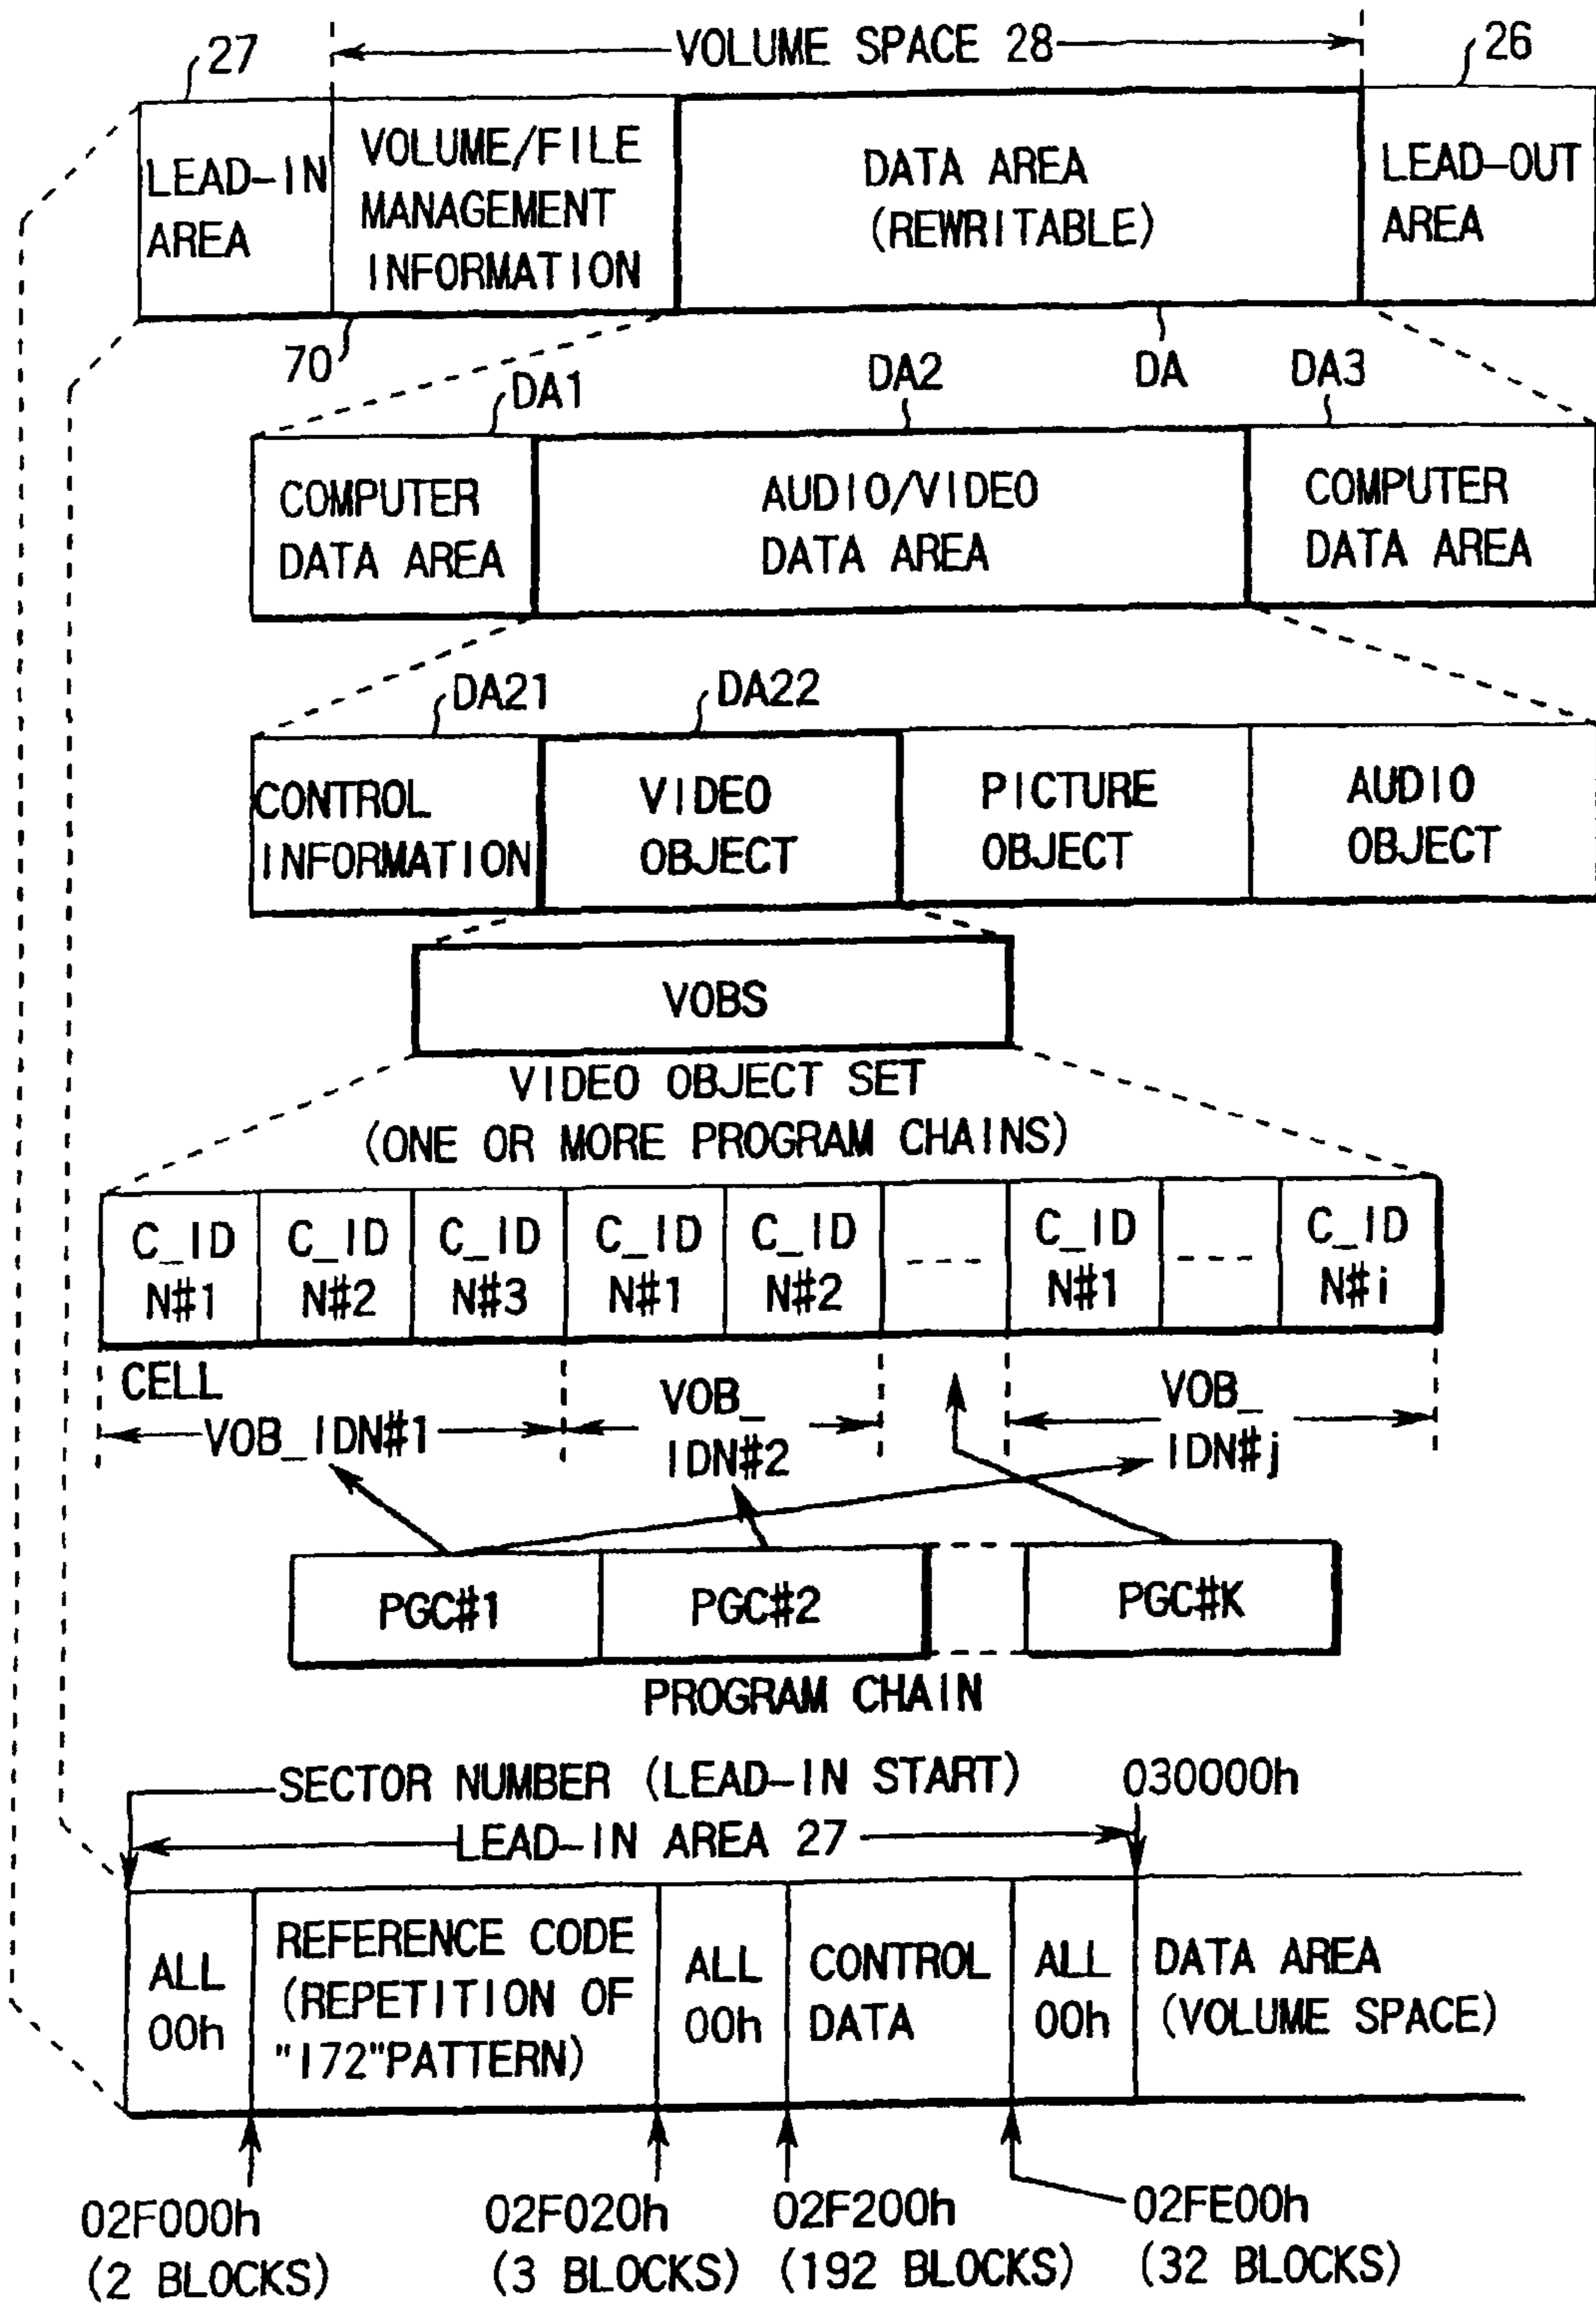 27
VOLUME SPACE 28
26
LEAD-IN
AREA
VOLUME/FILE
MANAGEMENT
INFORMATION
DATA AREA
(REWRITABLE)
LEAD-OUT
AREA
70
DA1
DA2
DA
DA3
COMPUTER
DATA AREA
AUDIO/VIDEO
DATA AREA
COMPUTER
DATA AREA
DA21
DA22
CONTROL
INFORMATION
VIDEO
OBJECT
PICTURE
OBJECT
AUDIO
OBJECT
VOBS
VIDEO OBJECT SET
(ONE OR MORE PROGRAM CHAINS)
C_ID
N#1
C_ID
N#2
C_ID
N#3
C_ID
N#1
C_ID
N#2
C_ID
N#1
C_ID
N#i
CELL
VOB_IDN#1
VOB_
IDN#2
VOB_
IDN#j
PGC#1
PGC#2
PGC#K
PROGRAM CHAIN
SECTOR NUMBER (LEAD-IN START)
030000h
LEAD-IN AREA 27
ALL
00h
REFERENCE CODE
(REPETITION OF
"172"PATTERN)
ALL
00h
CONTROL
DATA
ALL
00h
DATA AREA
(VOLUME SPACE)
02F000h
(2 BLOCKS)
02F020h
(3 BLOCKS)
02F200h
(192 BLOCKS)
02FE00h
(32 BLOCKS)